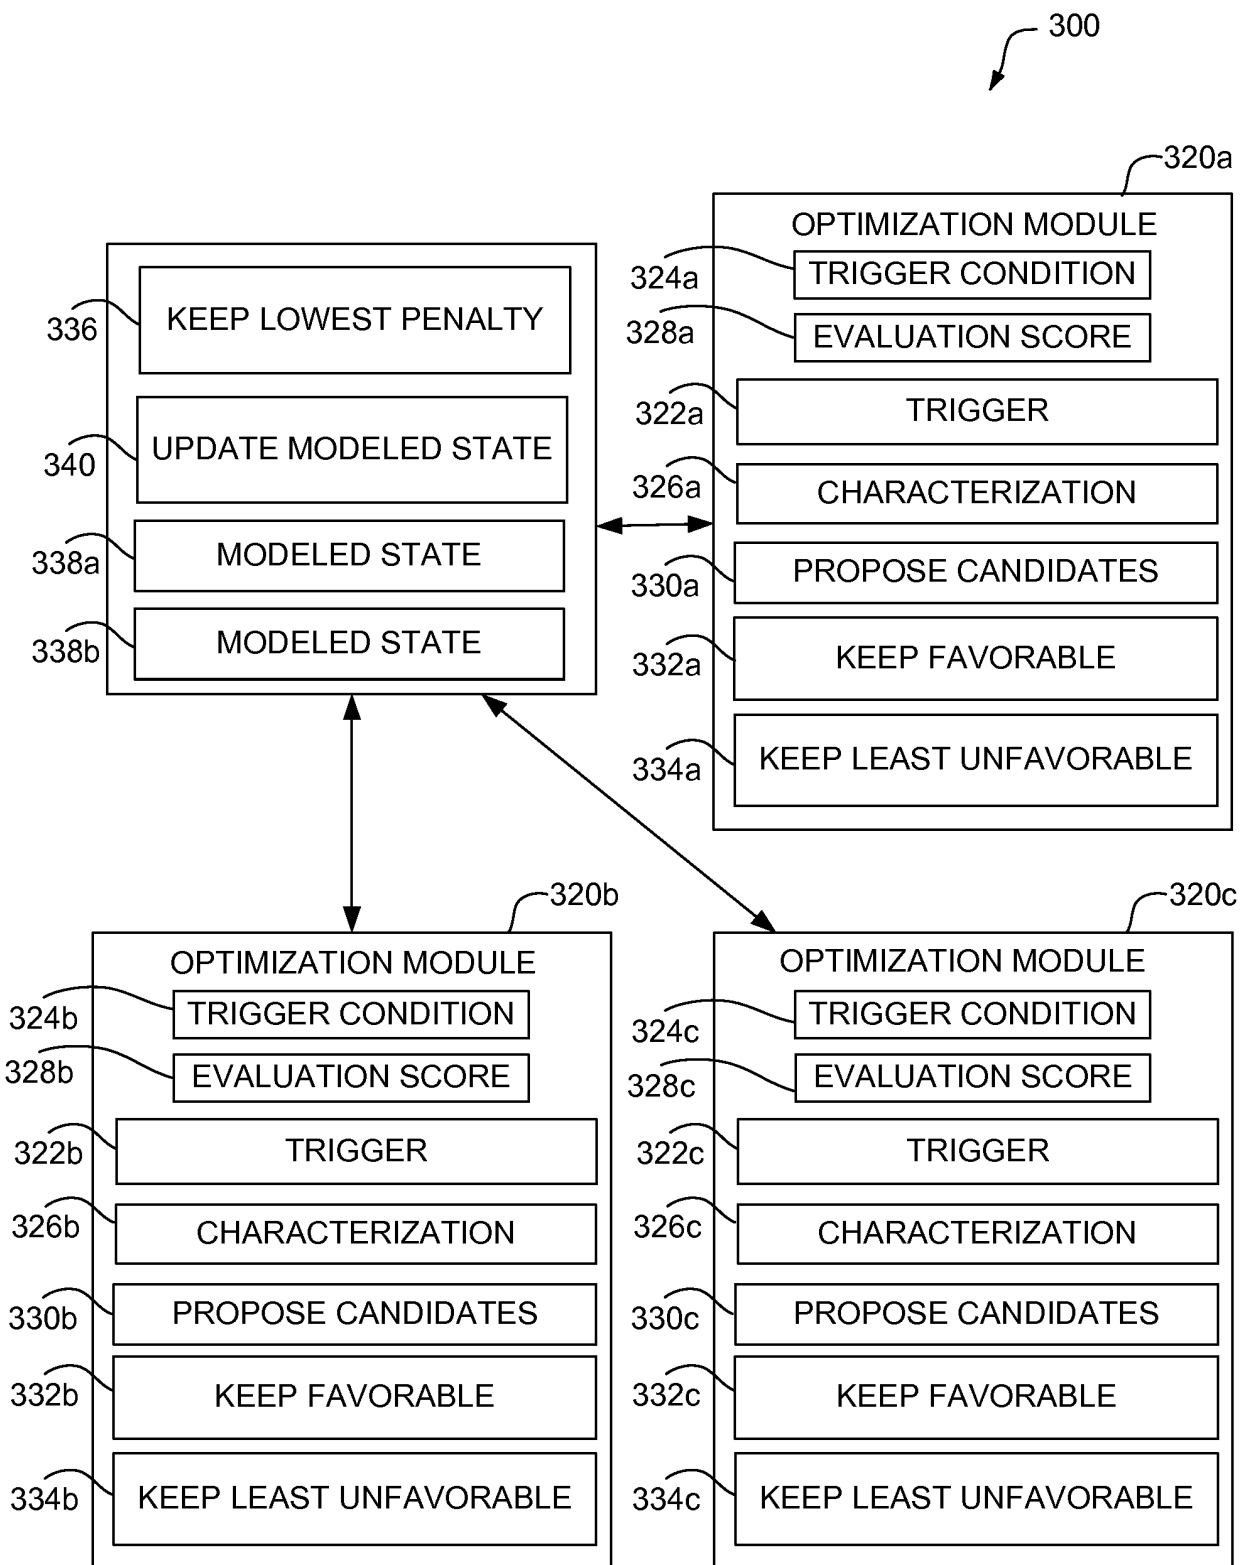 300
336
KEEP LOWEST PENALTY
340
UPDATE MODELED STATE
338a
MODELED STATE
338b
MODELED STATE
320a
OPTIMIZATION MODULE
324a
TRIGGER CONDITION
328a
EVALUATION SCORE
322a
TRIGGER
326a
CHARACTERIZATION
330a
PROPOSE CANDIDATES
332a
KEEP FAVORABLE
334a
KEEP LEAST UNFAVORABLE
320b
OPTIMIZATION MODULE
324b
TRIGGER CONDITION
328b
EVALUATION SCORE
322b
TRIGGER
326b
CHARACTERIZATION
330b
PROPOSE CANDIDATES
332b
KEEP FAVORABLE
334b
KEEP LEAST UNFAVORABLE
320c
OPTIMIZATION MODULE
324c
TRIGGER CONDITION
328c
EVALUATION SCORE
322c
TRIGGER
326c
CHARACTERIZATION
330c
PROPOSE CANDIDATES
332c
KEEP FAVORABLE
334c
KEEP LEAST UNFAVORABLE